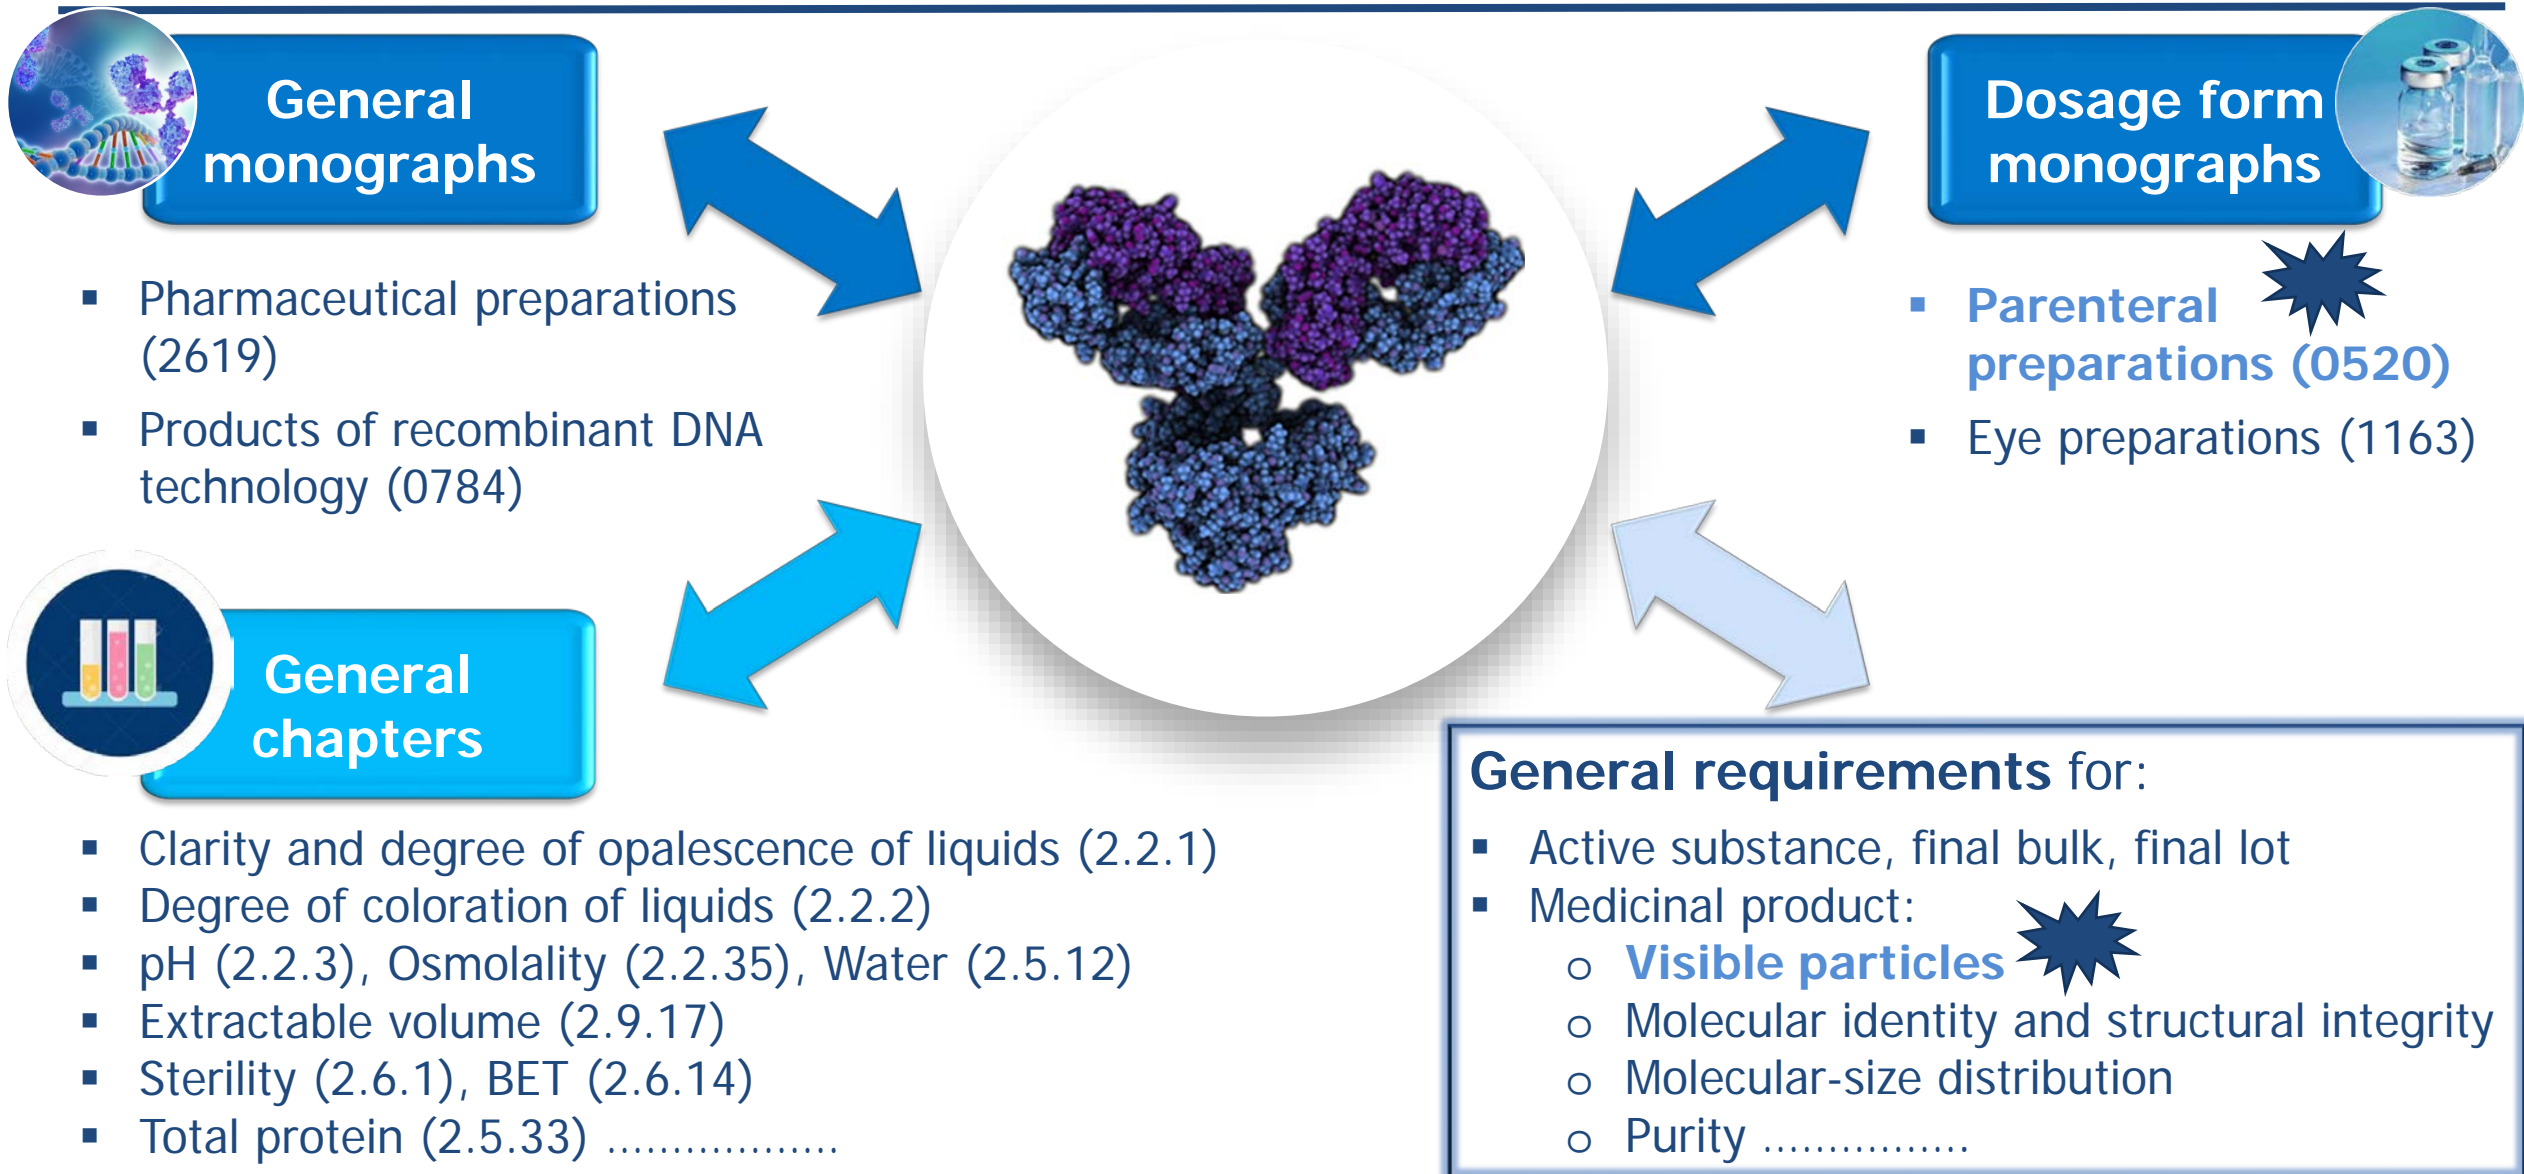 General
monographs
▪ Pharmaceutical preparations
(2619)
▪ Products of recombinant DNA
technology (0784)
Dosage form
monographs
▪ Parenteral
preparations (0520)
▪ Eye preparations (1163)
General
chapters
▪ Clarity and degree of opalescence of liquids (2.2.1)
▪ Degree of coloration of liquids (2.2.2)
▪ pH (2.2.3), Osmolality (2.2.35), Water (2.5.12)
▪ Extractable volume (2.9.17)
▪ Sterility (2.6.1), BET (2.6.14)
▪ Total protein (2.5.33) ..................
General requirements for:
▪ Active substance, final bulk, final lot
▪ Medicinal product:
o Visible particles
o Molecular identity and structural integrity
o Molecular-size distribution
o Purity ................